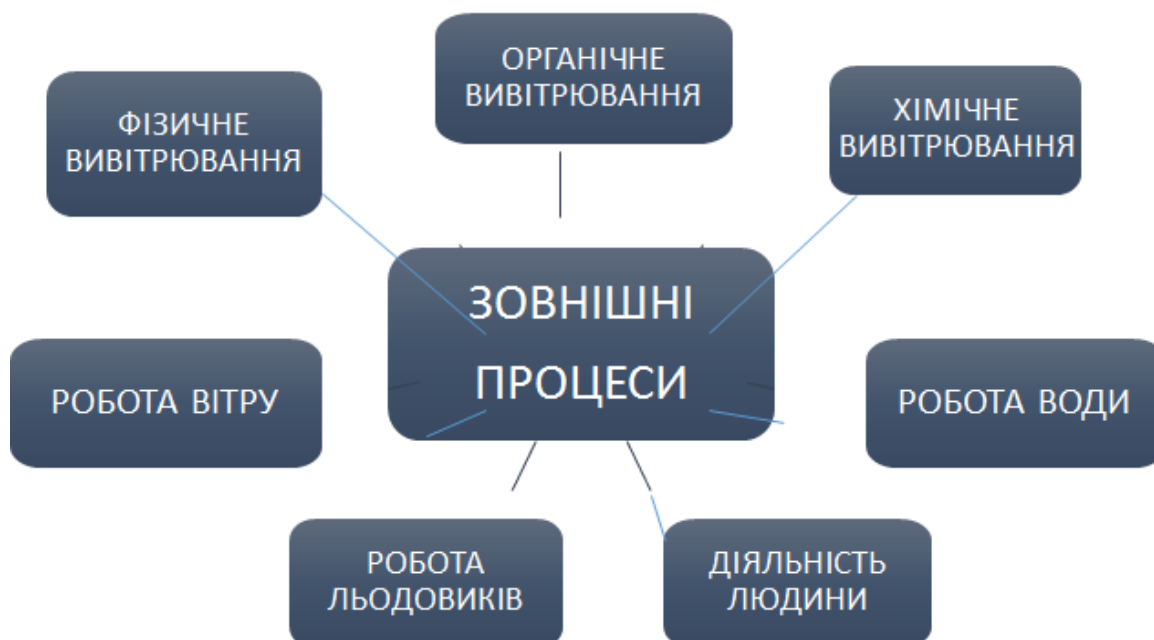 ОРГАНІЧНЕ
ВИВІТРЮВАННЯ
ФІЗИЧНЕ
ВИВІТРЮВАННЯ
ХІМІЧНЕ
ВИВІТРЮВАННЯ
ЗОВНІШНІ
ПРОЦЕСИ
РОБОТА ВІТРУ
РОБОТА ВОДИ
РОБОТА
ЛЬОДОВИКІВ
ДІЯЛЬНІСТЬ
ЛЮДИНИ